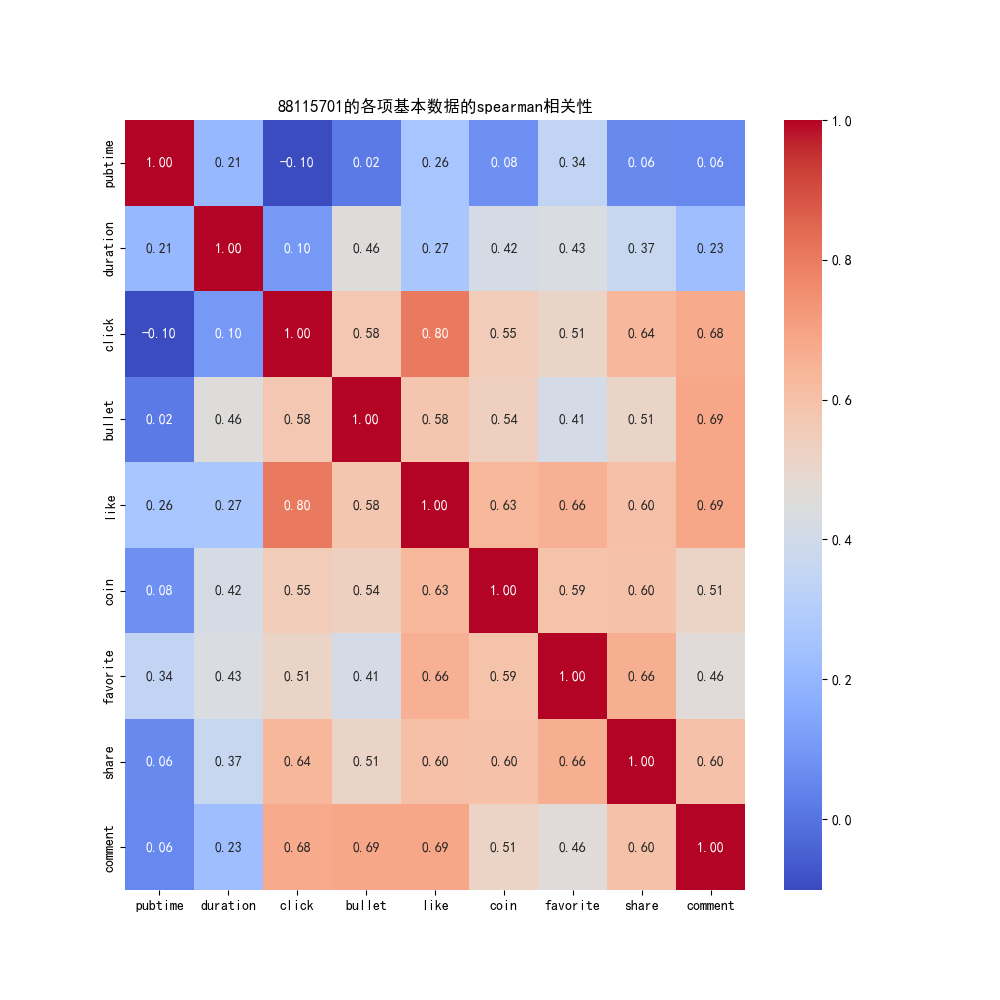 88115701的各项基本数据的spearman相关性
pubtime 1.00 0.21 -0.10 0.02 0.26 0.08 0.34 0.06 0.06
duration 0.21 1.00 0.10 0.46 0.27 0.42 0.43 0.37 0.23
click -0.10 0.10 1.00 0.58 0.80 0.55 0.51 0.64 0.68
bullet 0.02 0.46 0.58 1.00 0.58 0.54 0.41 0.51 0.69
like 0.26 0.27 0.80 0.58 1.00 0.63 0.66 0.60 0.69
coin 0.08 0.42 0.55 0.54 0.63 1.00 0.59 0.60 0.51
favorite 0.34 0.43 0.51 0.41 0.66 0.59 1.00 0.66 0.46
share 0.06 0.37 0.64 0.51 0.60 0.60 0.66 1.00 0.60
comment 0.06 0.23 0.68 0.69 0.69 0.51 0.46 0.60 1.00
pubtime duration click bullet like coin favorite share comment
1.0
0.8
0.6
0.4
0.2
0.0